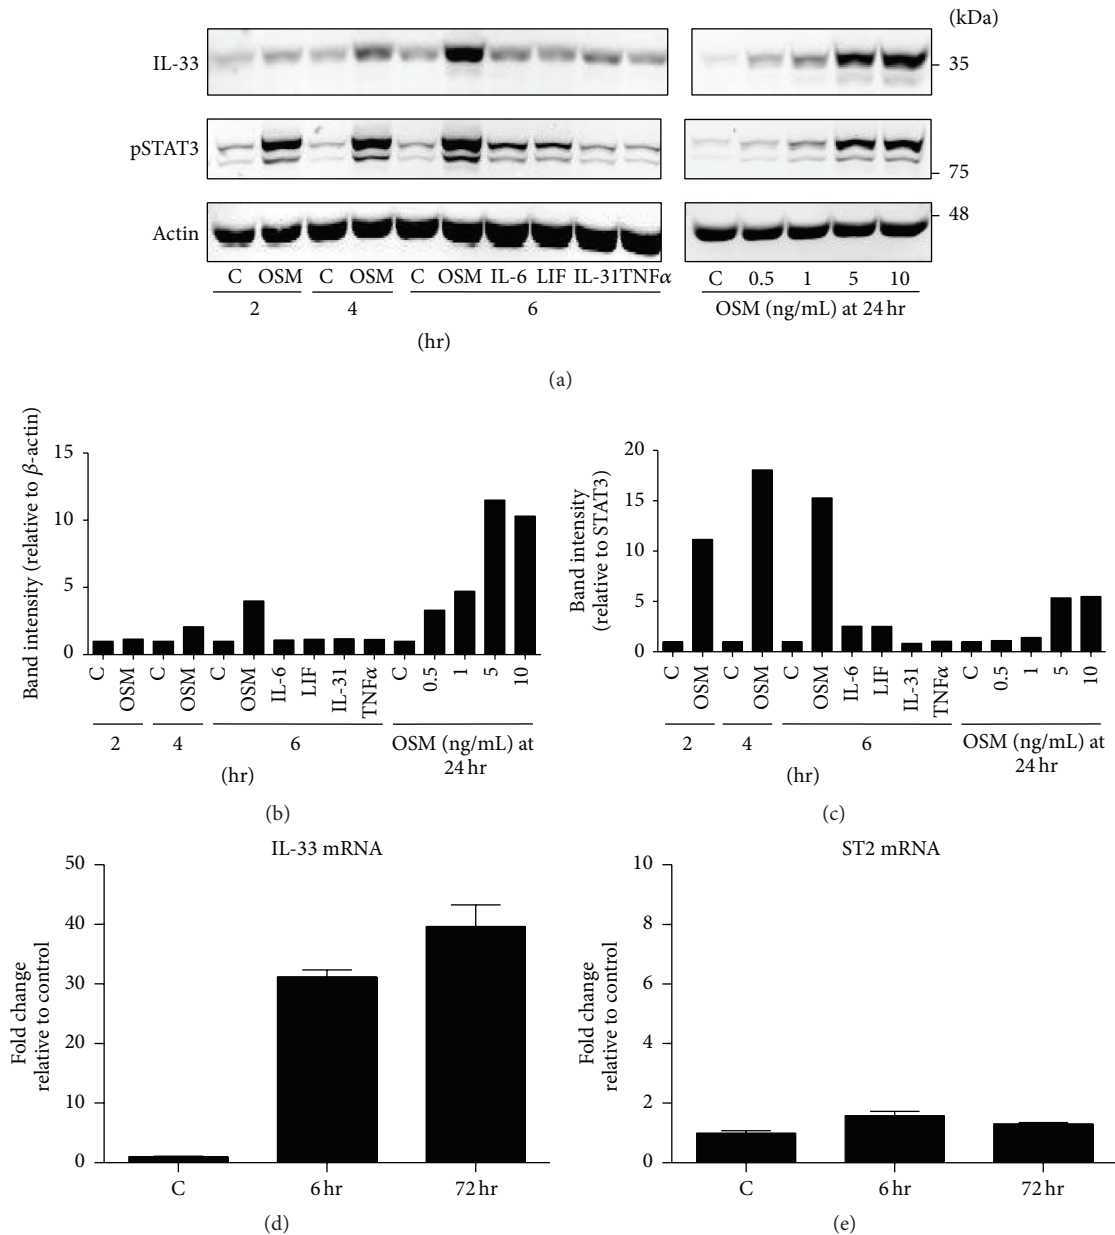 (kDa)
IL-33
35
pSTAT3
75
Actin
48
C OSM C OSM C OSM IL-6 LIF IL-31 TNFα
2 4 6
(hr)
C 0.5 1 5 10
OSM (ng/mL) at 24 hr
(a)
Band intensity (relative to β-actin)
15
10
5
0
C OSM C OSM C OSM IL-6 LIF IL-31 TNFα C 0.5 1 5 10
2 4 6 OSM (ng/mL) at
24 hr
(hr)
(b)
Band intensity
(relative to STAT3)
20
15
10
5
0
C OSM C OSM C OSM IL-6 LIF IL-31 TNFα C 0.5 1 5 10
2 4 6 OSM (ng/mL) at
24 hr
(hr)
(c)
IL-33 mRNA
Fold change
relative to control
50
40
30
20
10
0
C 6 hr 72 hr
(d)
ST2 mRNA
Fold change
relative to control
10
8
6
4
2
0
C 6 hr 72 hr
(e)